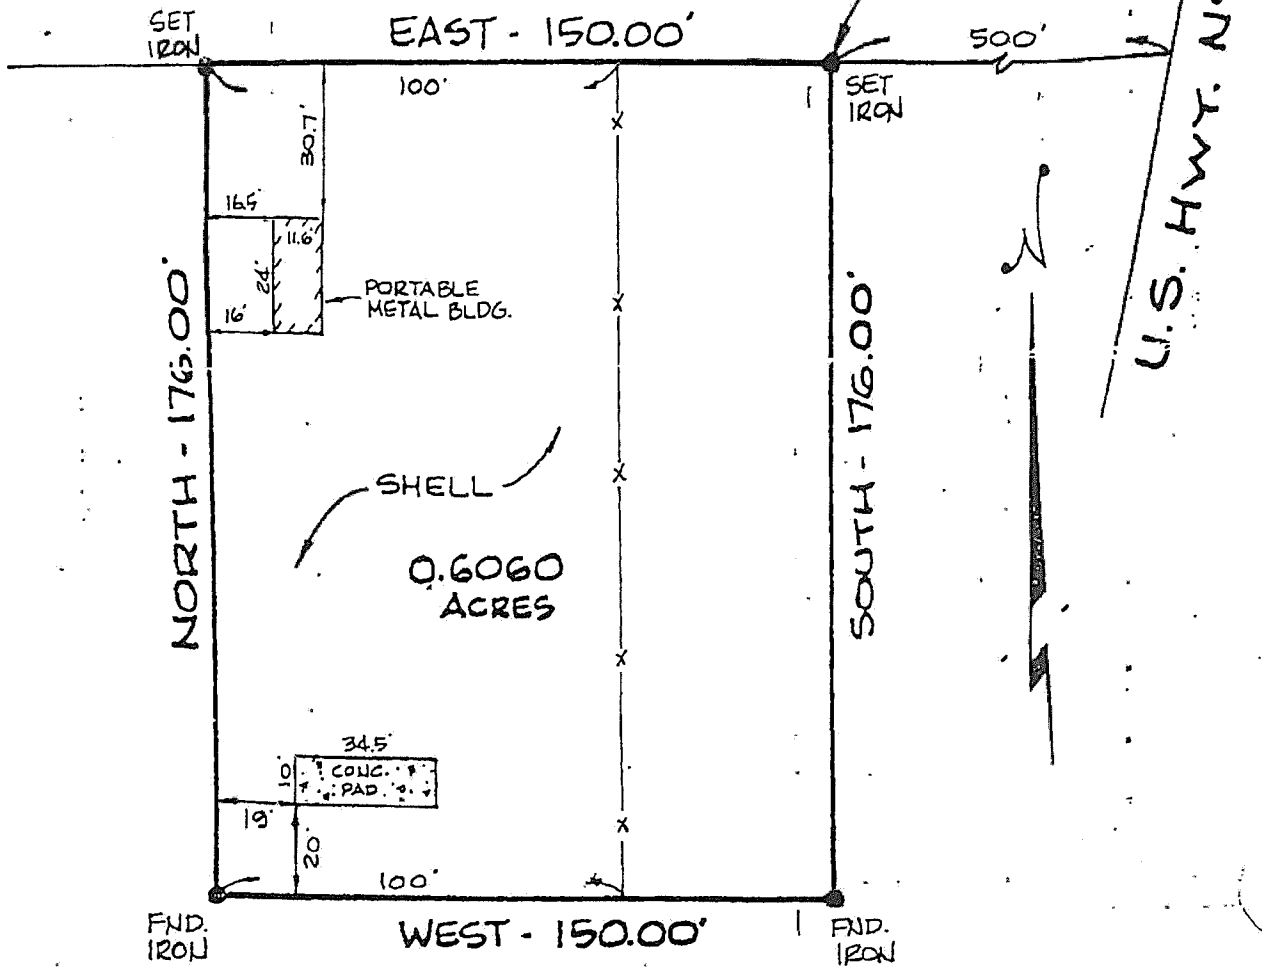 SET
IRON
EAST - 150.00'
500'
100'
SET
IRON
30.7'
16.5'
11.6'
24'
16'
PORTABLE
METAL BLDG.
NORTH - 176.00'
SOUTH - 176.00'
U.S. HWY.
SHELL
0.6060
ACRES
34.5'
10'
CONC.
PAD
19'
20'
100'
WEST - 150.00'
FND.
IRON
FND.
IRON